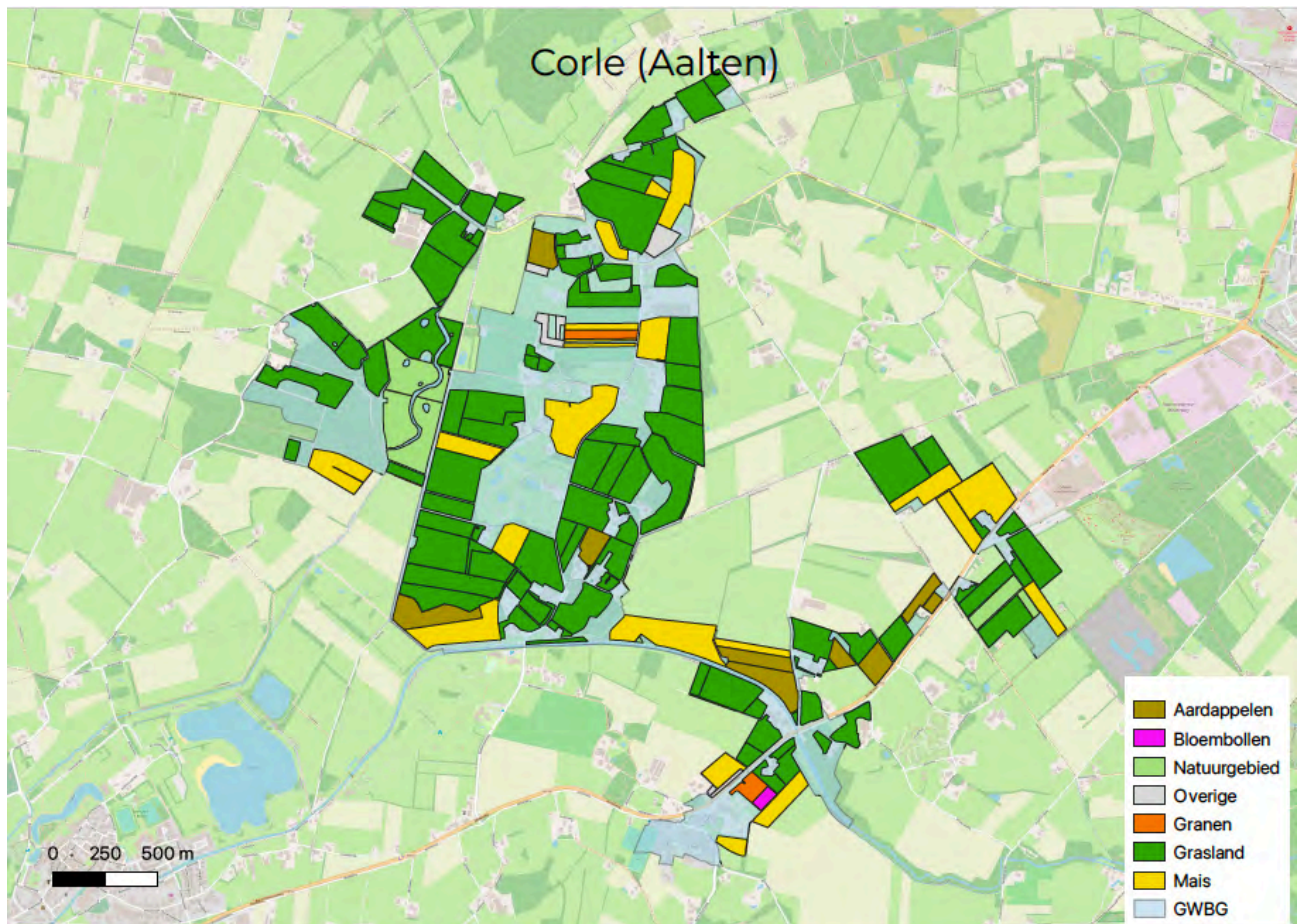 Corle (Aalten)
Aardappelen
Bloembollen
Natuurgebied
Overige
Granen
Grasland
Mais
GWBG
0 · 250 500 m